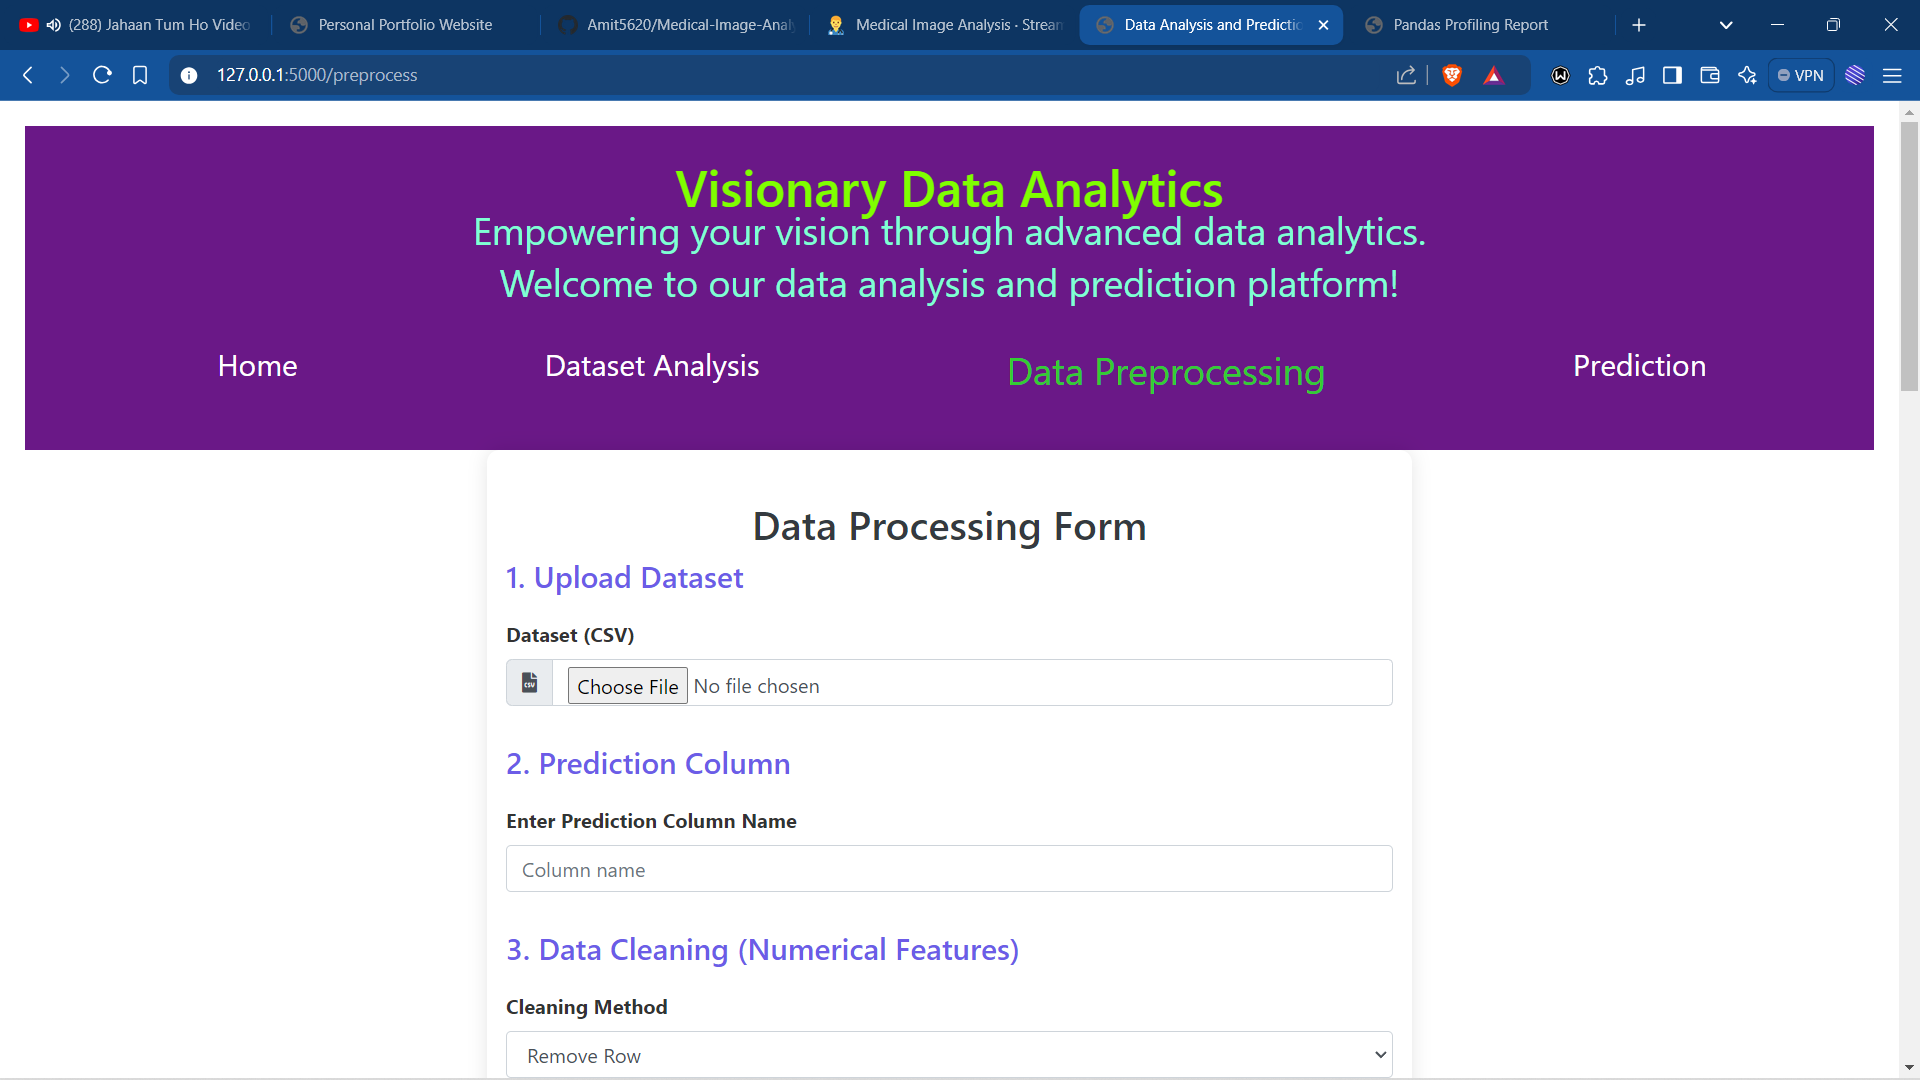 (288) Jahaan Tum Ho Video
Personal Portfolio Website
Amit5620/Medical-Image-Anal
Medical Image Analysis · Stream
Data Analysis and Predictio
Pandas Profiling Report
127.0.0.1:5000/preprocess
VPN
Visionary Data Analytics
Empowering your vision through advanced data analytics.
Welcome to our data analysis and prediction platform!
Home
Dataset Analysis
Data Preprocessing
Prediction
Data Processing Form
1. Upload Dataset
Dataset (CSV)
CSV
Choose File No file chosen
2. Prediction Column
Enter Prediction Column Name
Column name
3. Data Cleaning (Numerical Features)
Cleaning Method
Remove Row